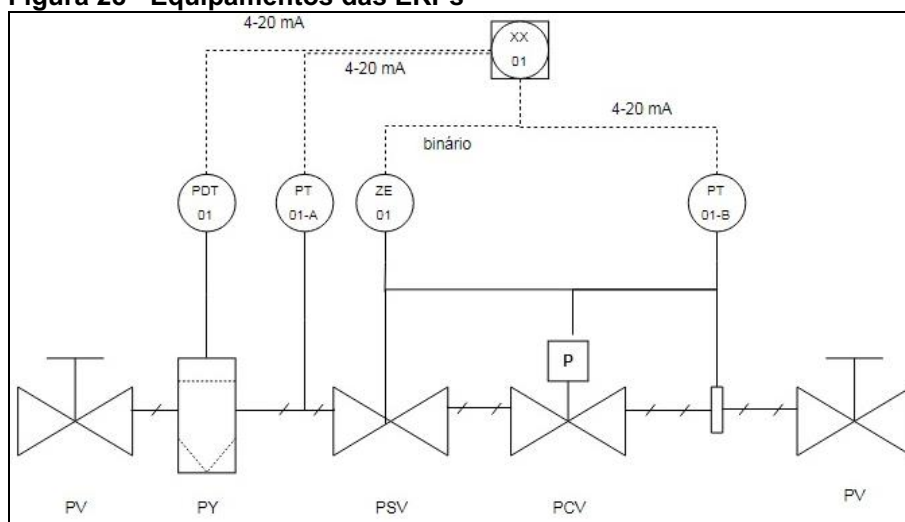 Figura 26 - Equipamentos das ERP's
4-20 mA
XX
01
4-20 mA
4-20 mA
binário
PDT
01
PT
01-A
ZE
01
PT
01-B
P
PV
PY
PSV
PCV
PV